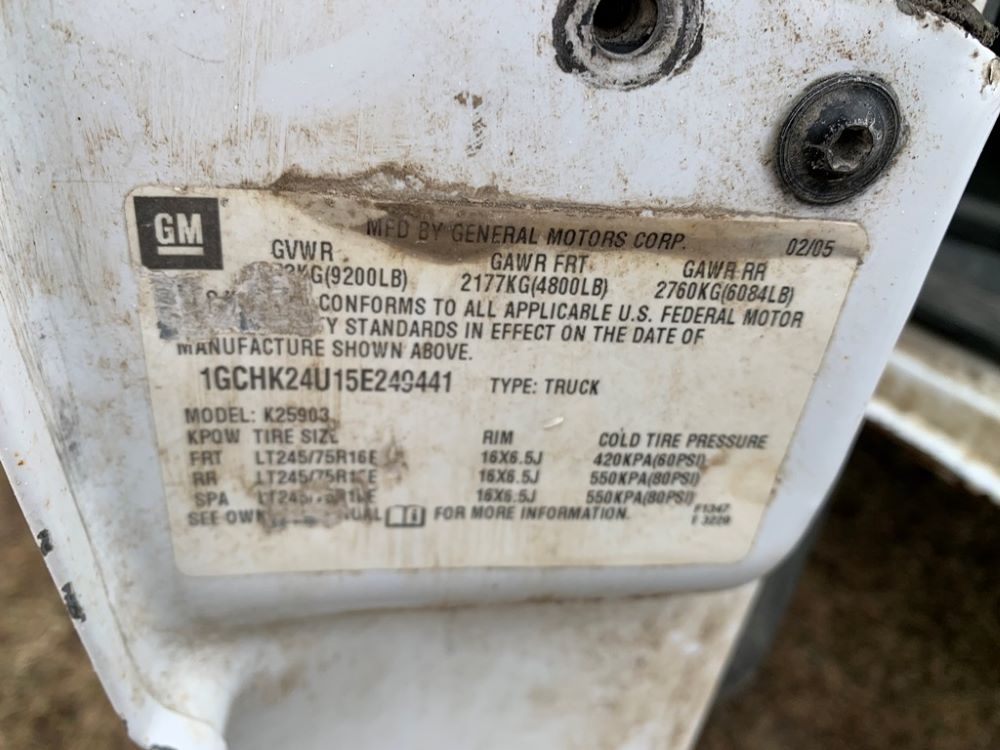 GM
MFD BY GENERAL MOTORS CORP. 02/05
GVWR GAWR FRT GAWR RR
KG(9200LB) 2177KG(4800LB) 2760KG(6084LB)
CONFORMS TO ALL APPLICABLE U.S. FEDERAL MOTOR
STANDARDS IN EFFECT ON THE DATE OF
MANUFACTURE SHOWN ABOVE.
1GCHK24U15E249441 TYPE: TRUCK
MODEL: K25903
KPOW TIRE SIZE RIM COLD TIRE PRESSURE
FRT LT245/75R16E 16X6.5J 420KPA(60PSI)
RR LT245/75R16E 16X6.5J 550KPA(80PSI)
SPA 16X6.5J 550KPA(80PSI)
SEE FOR MORE INFORMATION.